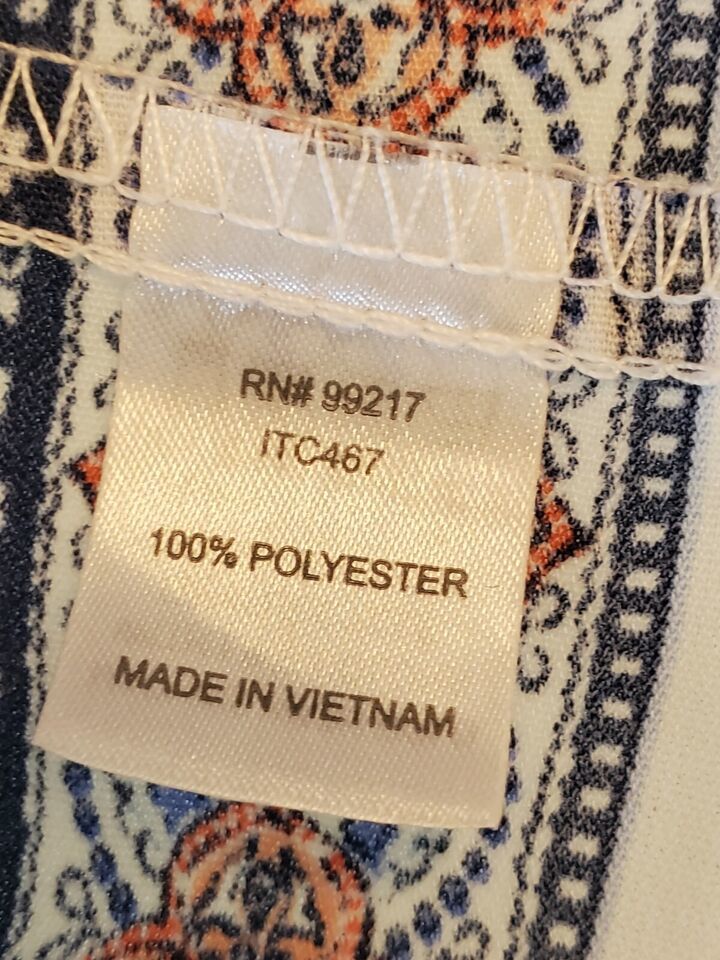 RN# 99217
ITC467
100% POLYESTER
MADE IN VIETNAM